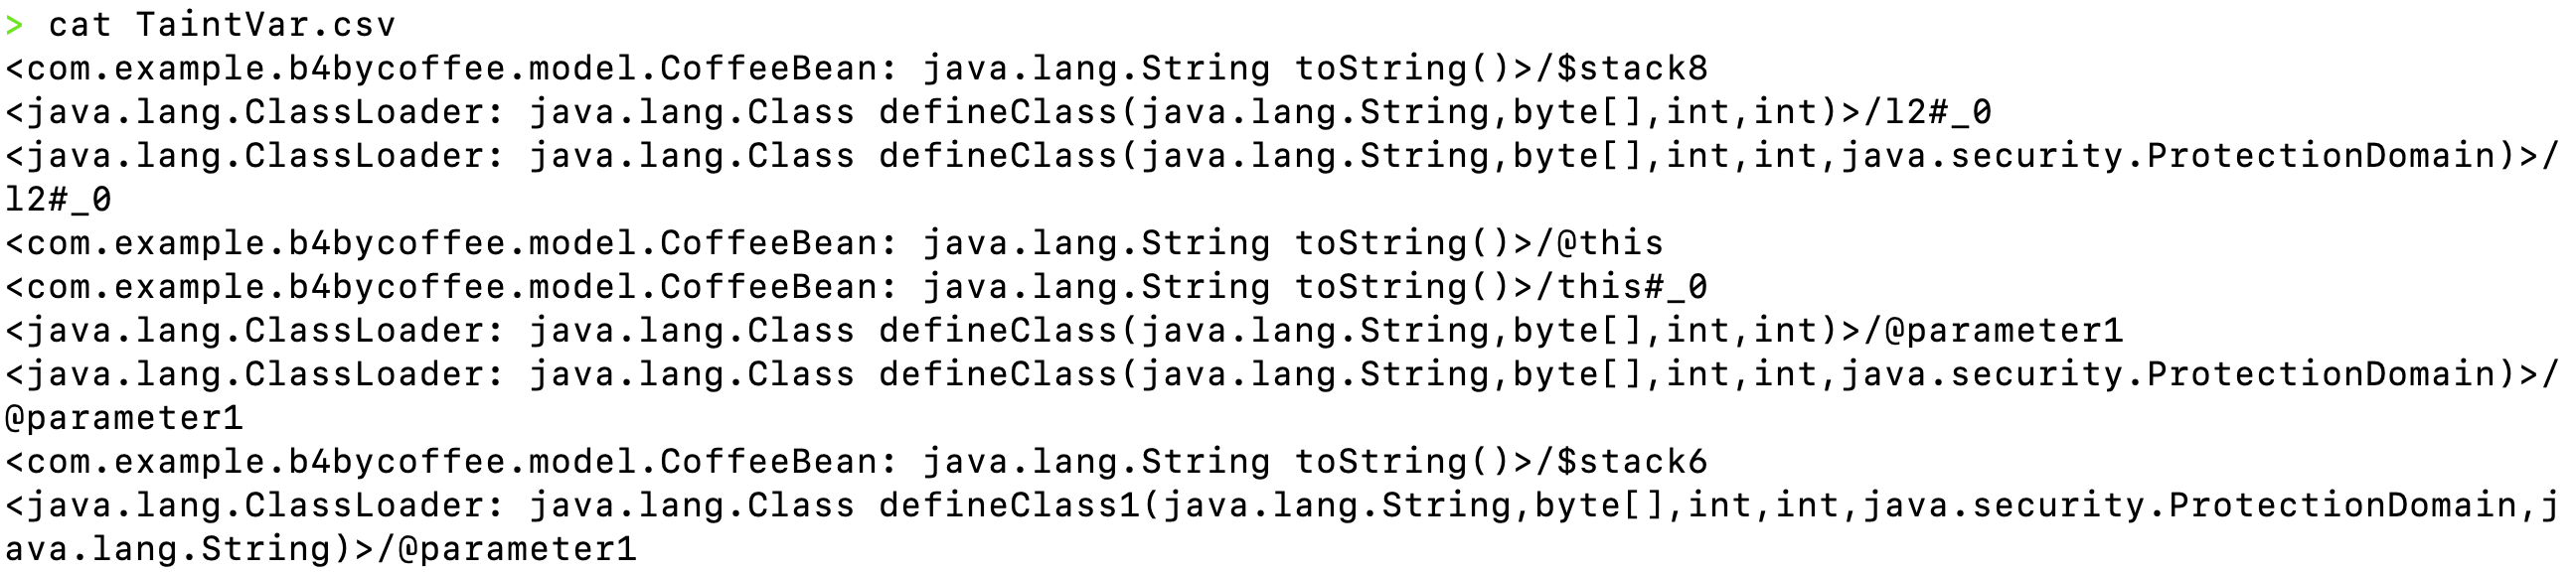 > cat TaintVar.csv
<com.example.b4bycoffee.model.CoffeeBean: java.lang.String toString()>/$stack8
<java.lang.ClassLoader: java.lang.Class defineClass(java.lang.String,byte[],int,int)>/l2#_0
<java.lang.ClassLoader: java.lang.Class defineClass(java.lang.String,byte[],int,int,java.security.ProtectionDomain)>/
l2#_0
<com.example.b4bycoffee.model.CoffeeBean: java.lang.String toString()>/@this
<com.example.b4bycoffee.model.CoffeeBean: java.lang.String toString()>/this#_0
<java.lang.ClassLoader: java.lang.Class defineClass(java.lang.String,byte[],int,int)>/@parameter1
<java.lang.ClassLoader: java.lang.Class defineClass(java.lang.String,byte[],int,int,java.security.ProtectionDomain)>/
@parameter1
<com.example.b4bycoffee.model.CoffeeBean: java.lang.String toString()>/$stack6
<java.lang.ClassLoader: java.lang.Class defineClass1(java.lang.String,byte[],int,int,java.security.ProtectionDomain,j
ava.lang.String)>/@parameter1